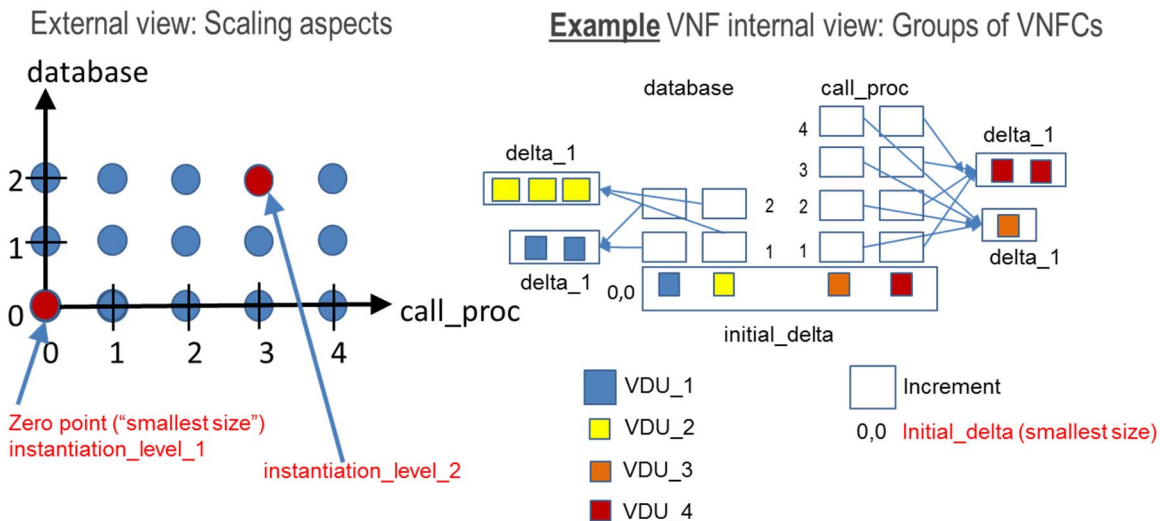 External view: Scaling aspects
database
2
1
0
0 1 2 3 4
call_proc
Zero point (“smallest size”)
instantiation_level_1
instantiation_level_2
Example VNF internal view: Groups of VNFCs
database
call_proc
delta_1
delta_1
2
1
4
3
2
1
delta_1
delta_1
0,0
initial_delta
VDU_1
VDU_2
VDU_3
VDU_4
Increment
0,0 Initial_delta (smallest size)